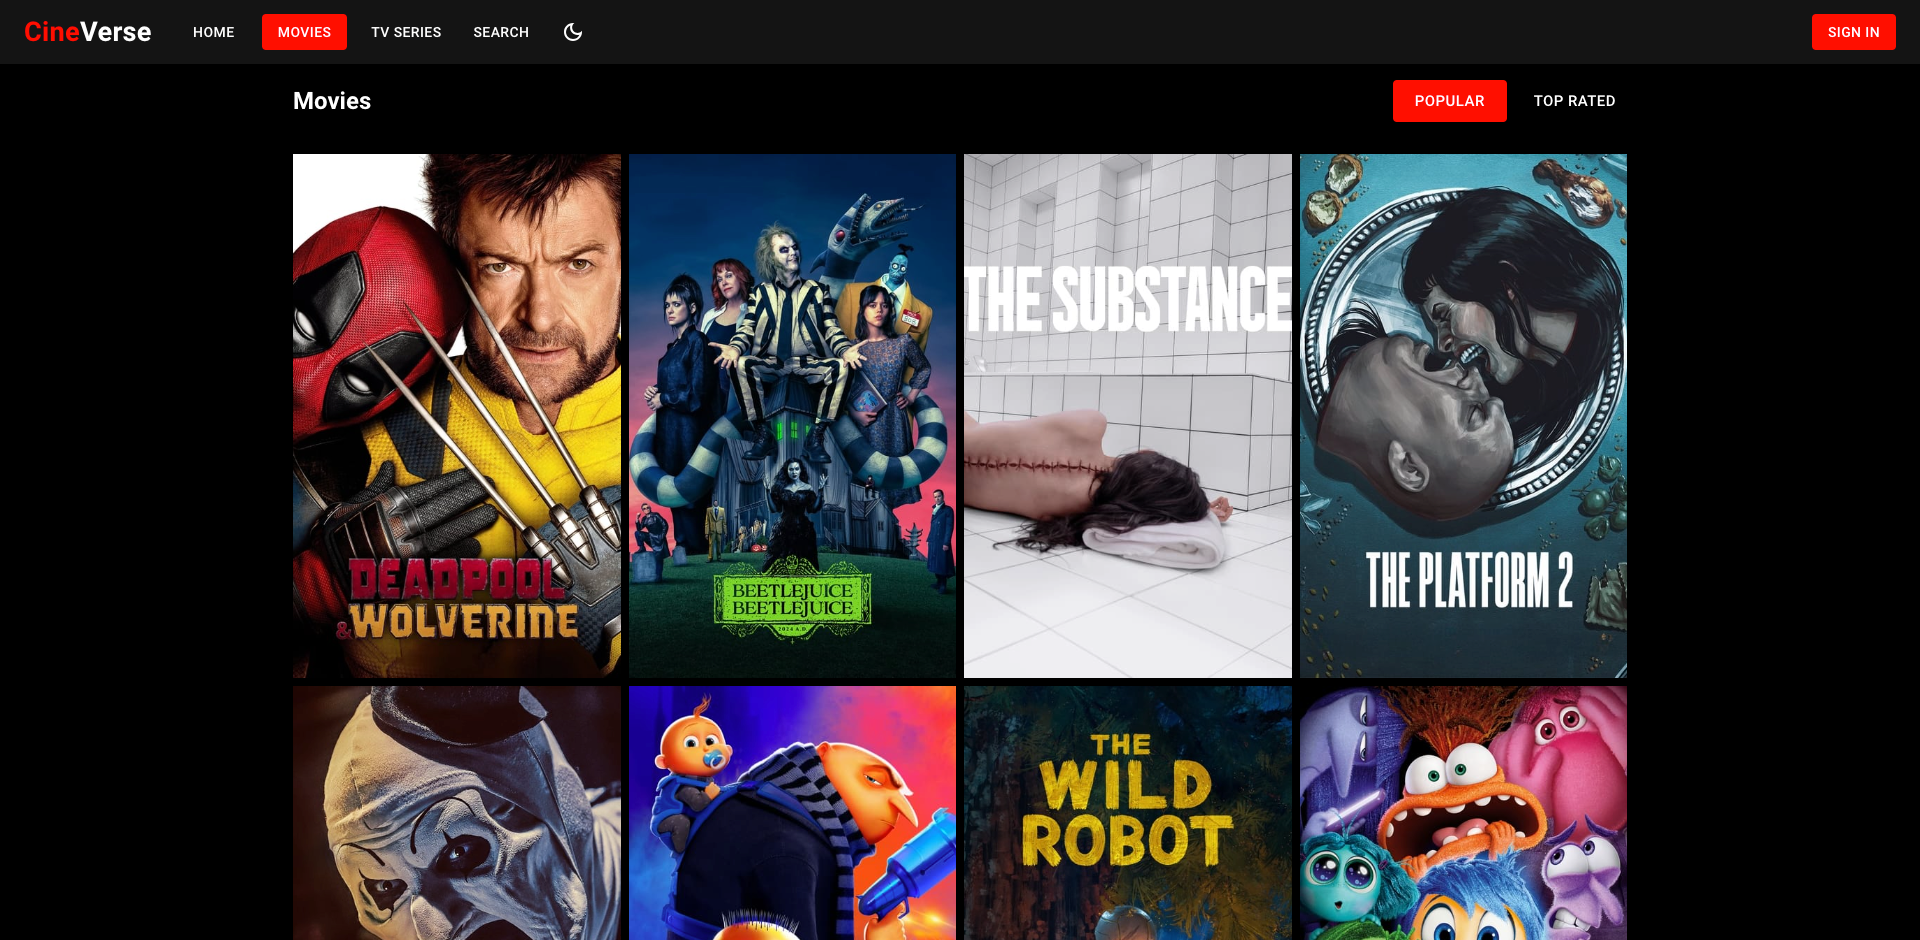 CineVerse
HOME
MOVIES
TV SERIES
SEARCH
SIGN IN
Movies
POPULAR
TOP RATED
DEADPOOL
& WOLVERINE
BEETLEJUICE
BEETLEJUICE
2024 A.D.
THE SUBSTANCE
THE PLATFORM 2
THE
WILD
ROBOT